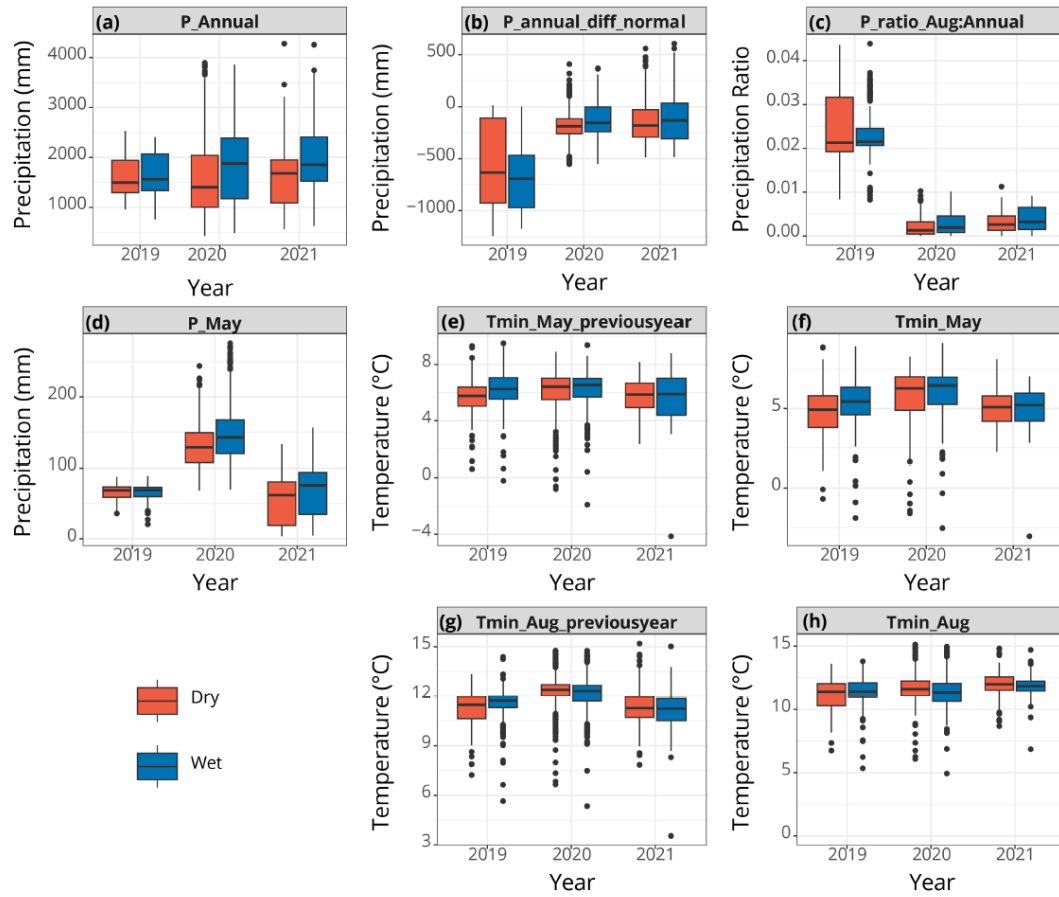 (a) P_Annual
Precipitation (mm)
4000
3000
2000
1000
2019 2020 2021
Year
(b) P_annual_diff_normal
Precipitation (mm)
500
0
−500
−1000
2019 2020 2021
Year
(c) P_ratio_Aug:Annual
Precipitation Ratio
0.04
0.03
0.02
0.01
0.00
2019 2020 2021
Year
(d) P_May
Precipitation (mm)
200
100
0
2019 2020 2021
Year
(e) Tmin_May_previousyear
Temperature (°C)
8
6
0
−4
2019 2020 2021
Year
(f) Tmin_May
Temperature (°C)
5
0
2019 2020 2021
Year
(g) Tmin_Aug_previousyear
Temperature (°C)
15
12
9
6
3
2019 2020 2021
Year
(h) Tmin_Aug
Temperature (°C)
15
10
15
0
2019 2020 2021
Year
Dry
Wet